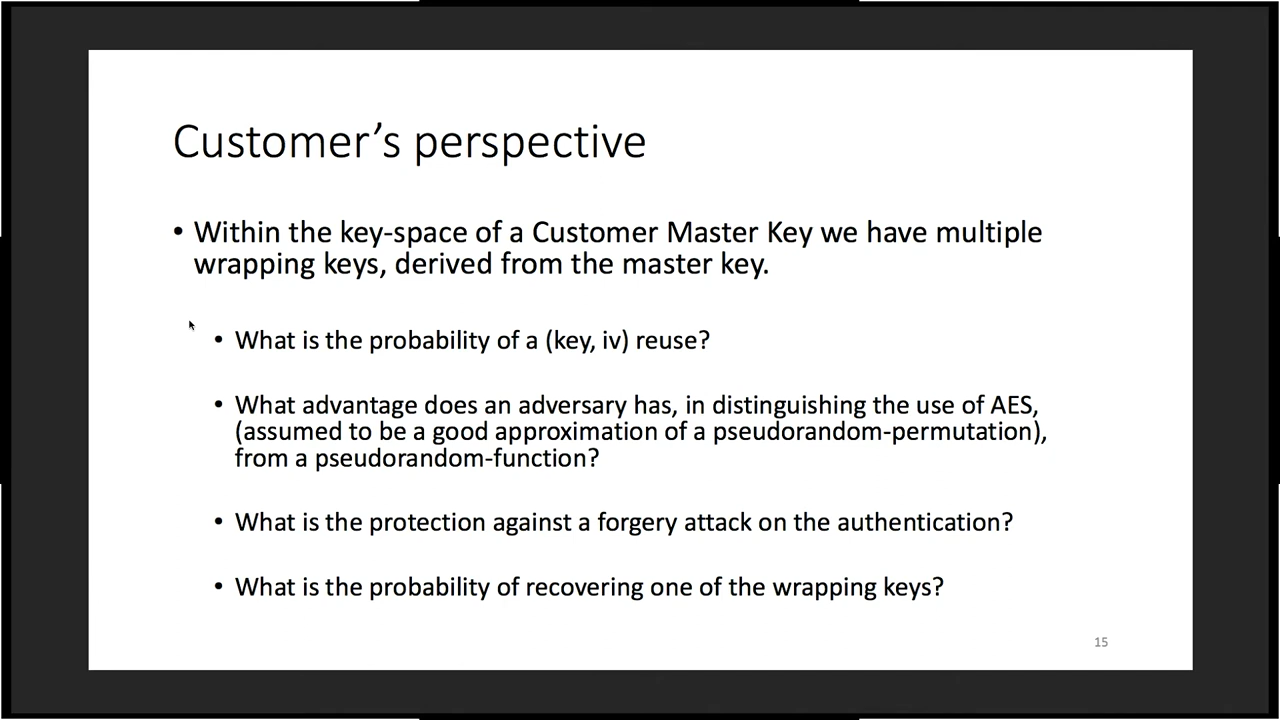 Customer’s perspective
• Within the key-space of a Customer Master Key we have multiple
wrapping keys, derived from the master key.
• What is the probability of a (key, iv) reuse?
• What advantage does an adversary has, in distinguishing the use of AES,
(assumed to be a good approximation of a pseudorandom-permutation),
from a pseudorandom-function?
• What is the protection against a forgery attack on the authentication?
• What is the probability of recovering one of the wrapping keys?
15